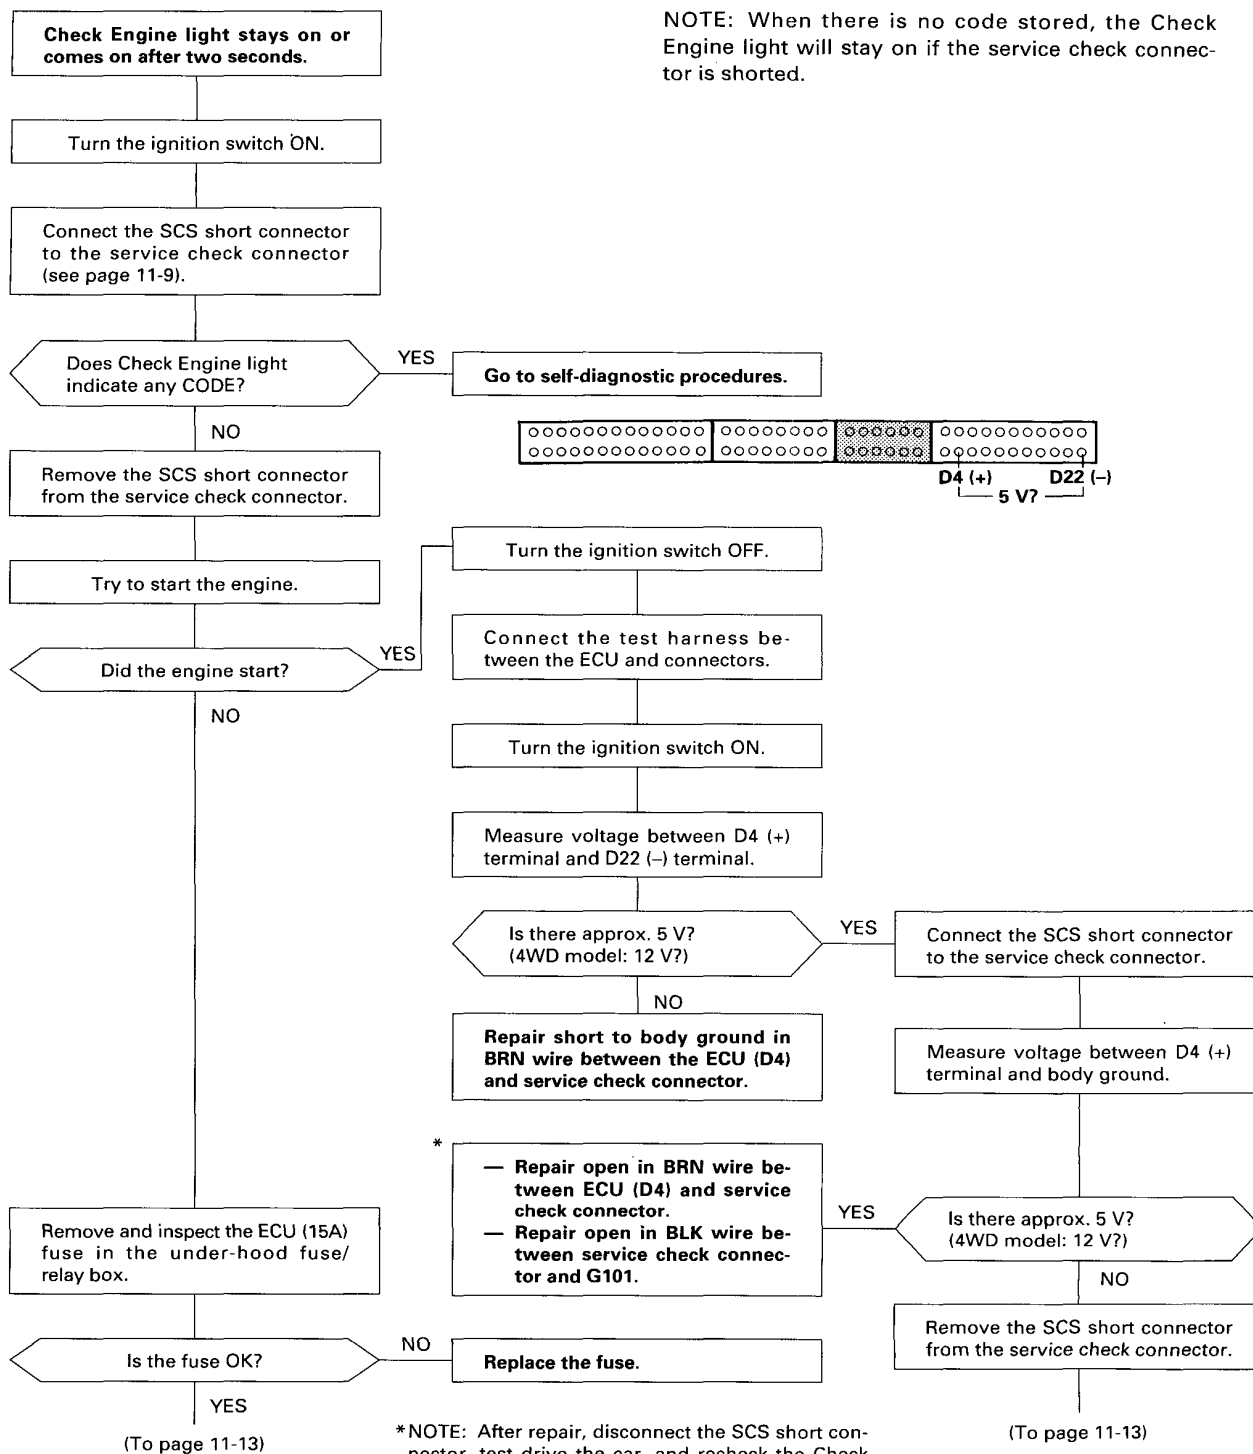 Check Engine light stays on or
comes on after two seconds.
NOTE: When there is no code stored, the Check
Engine light will stay on if the service check connec-
tor is shorted.
Turn the ignition switch ON.
Connect the SCS short connector
to the service check connector
(see page 11-9).
Does Check Engine light
indicate any CODE?
YES
Go to self-diagnostic procedures.
NO
Remove the SCS short connector
from the service check connector.
D4 (+)
D22 (–)
5 V?
Try to start the engine.
Did the engine start?
YES
Turn the ignition switch OFF.
Connect the test harness be-
tween the ECU and connectors.
NO
Turn the ignition switch ON.
Measure voltage between D4 (+)
terminal and D22 (–) terminal.
Is there approx. 5 V?
(4WD model: 12 V?)
YES
Connect the SCS short connector
to the service check connector.
NO
Repair short to body ground in
BRN wire between the ECU (D4)
and service check connector.
Measure voltage between D4 (+)
terminal and body ground.
*
— Repair open in BRN wire be-
tween ECU (D4) and service
check connector.
— Repair open in BLK wire be-
tween service check connec-
tor and G101.
YES
Is there approx. 5 V?
(4WD model: 12 V?)
NO
Remove the SCS short connector
from the service check connector.
(To page 11-13)
Remove and inspect the ECU (15A)
fuse in the under-hood fuse/
relay box.
Is the fuse OK?
NO
Replace the fuse.
YES
(To page 11-13)
*NOTE: After repair, disconnect the SCS short con-
nector, test drive the car, and recheck the Check